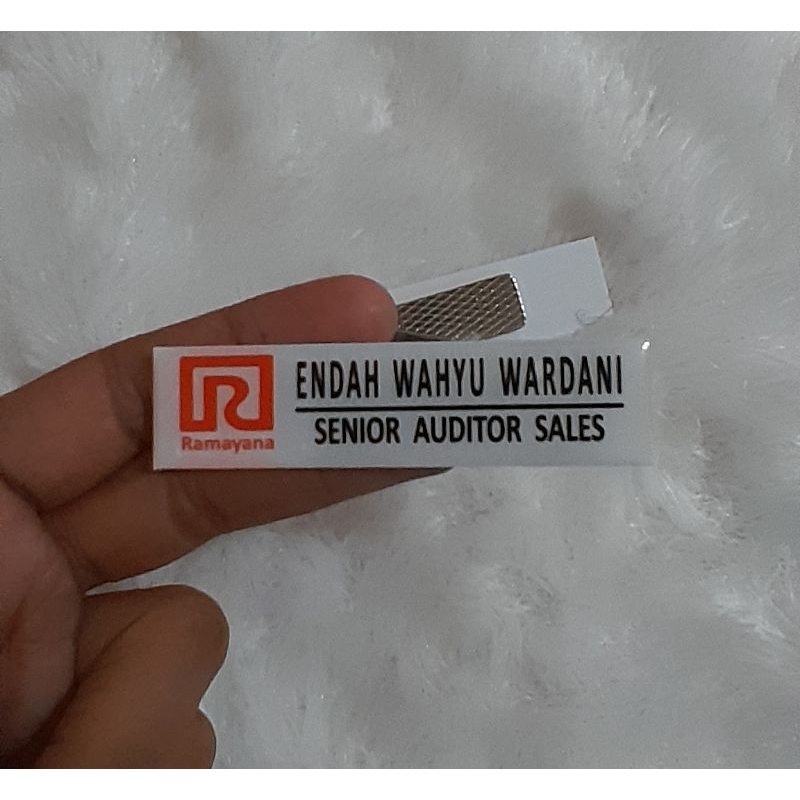 R
Ramayana
ENDAH WAHYU WARDANI
SENIOR AUDITOR SALES